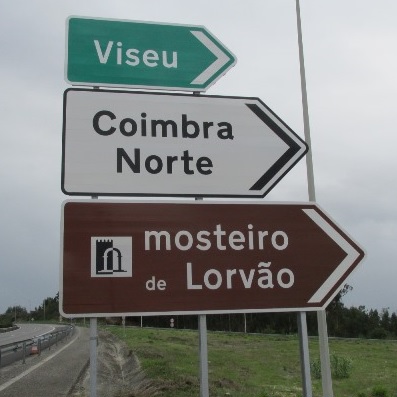 Viseu
Coimbra
Norte
mosteiro
de Lorvão